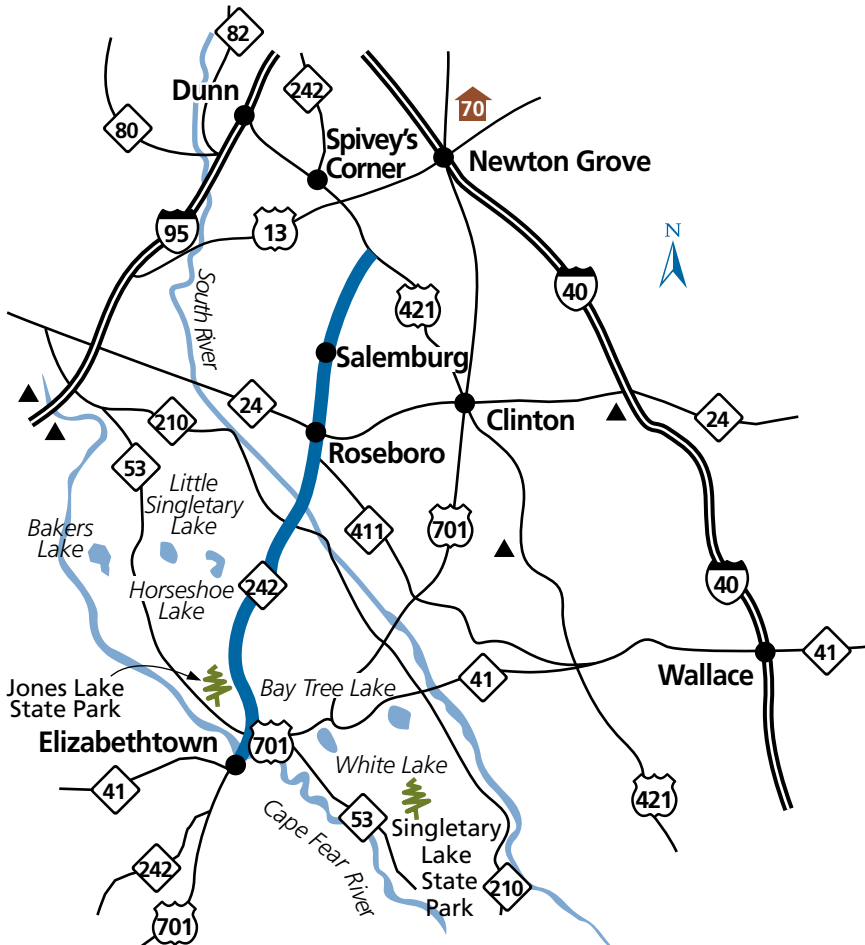 82
Dunn
242
80
70
Spivey's
Corner
Newton Grove
95
13
N
South River
40
421
Salemburg
24
Clinton
24
210
Roseboro
53
Little
Singletary
Lake
Bakers
Lake
411
701
Horseshoe
Lake
242
40
Wallace
41
Jones Lake
State Park
Bay Tree Lake
41
Elizabethtown
701
White Lake
41
Cape Fear River
53
421
Singletary
Lake
State
Park
242
210
701